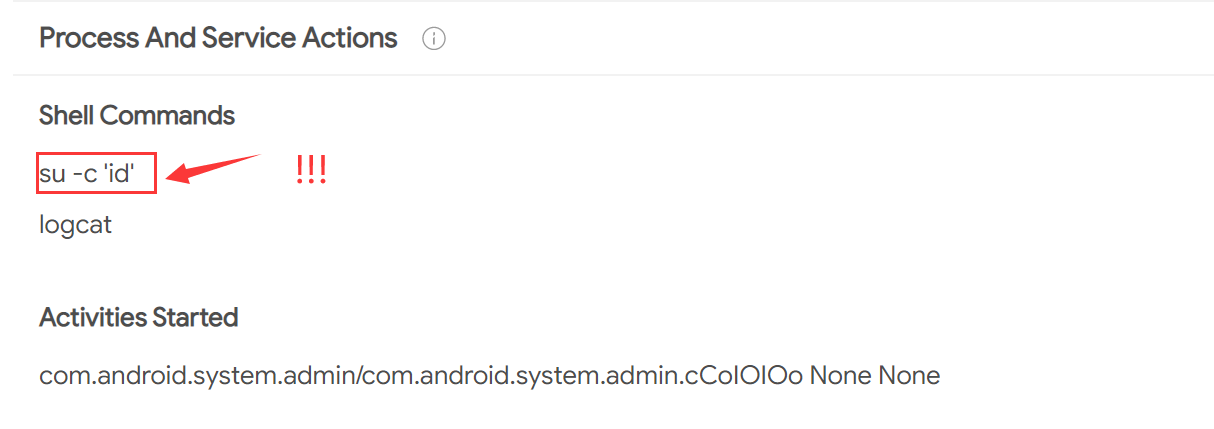 Process And Service Actions
Shell Commands
su -c 'id'
!!!
logcat
Activities Started
com.android.system.admin/com.android.system.admin.cCoIOIOo None None